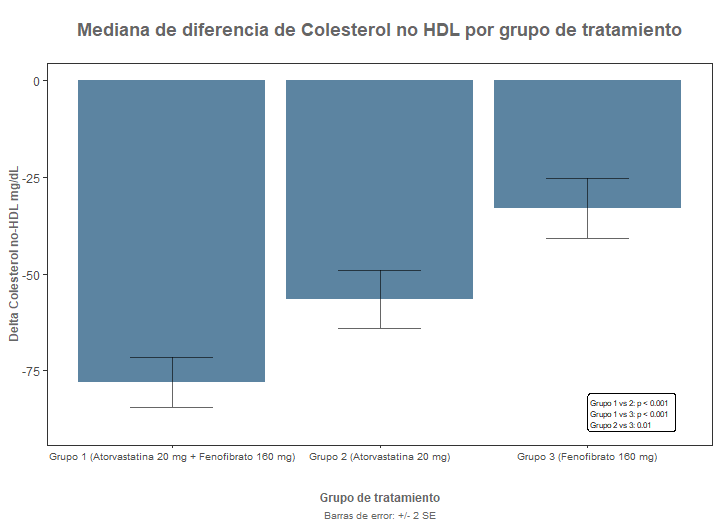 Mediana de diferencia de Colesterol no HDL por grupo de tratamiento
Delta Colesterol no-HDL mg/dL
0
-25
-50
-75
Grupo 1 vs 2: p < 0.001
Grupo 1 vs 3: p < 0.001
Grupo 2 vs 3: 0.01
Grupo 1 (Atorvastatina 20 mg + Fenofibrato 160 mg)
Grupo 2 (Atorvastatina 20 mg)
Grupo 3 (Fenofibrato 160 mg)
Grupo de tratamiento
Barras de error: +/- 2 SE